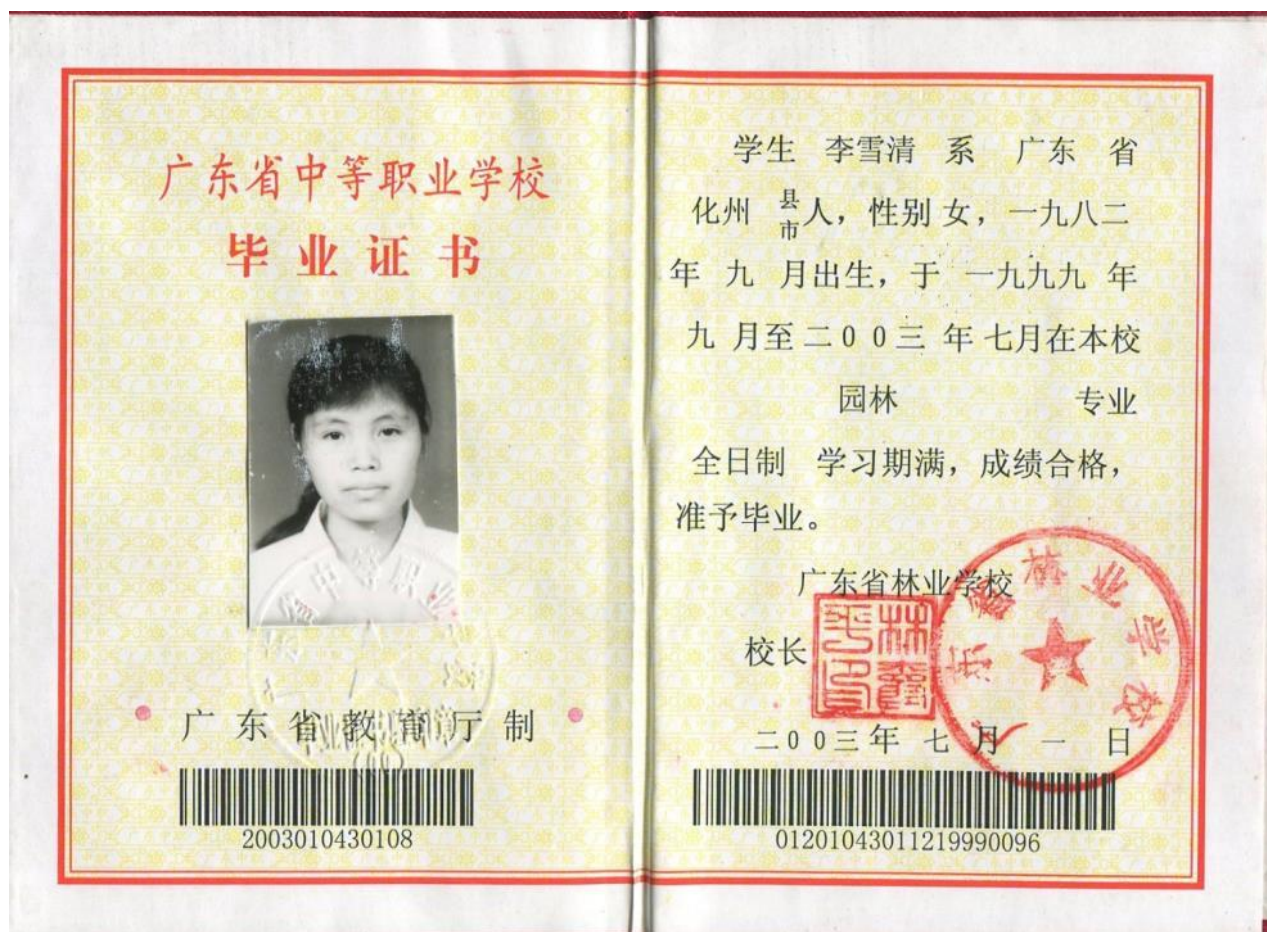 广东省中等职业学校
毕业证书
广东省教育厅制
2003010430108
学生 李雪清 系 广东 省
化州 县市人，性别 女，一九八二
年 九 月出生，于 一九九九 年
九 月至 二00三 年 七月在本校
园林 专业
全日制 学习期满，成绩合格，
准予毕业。
广东省林业学校
校长
二00三年 七 月 一 日
01201043011219990096